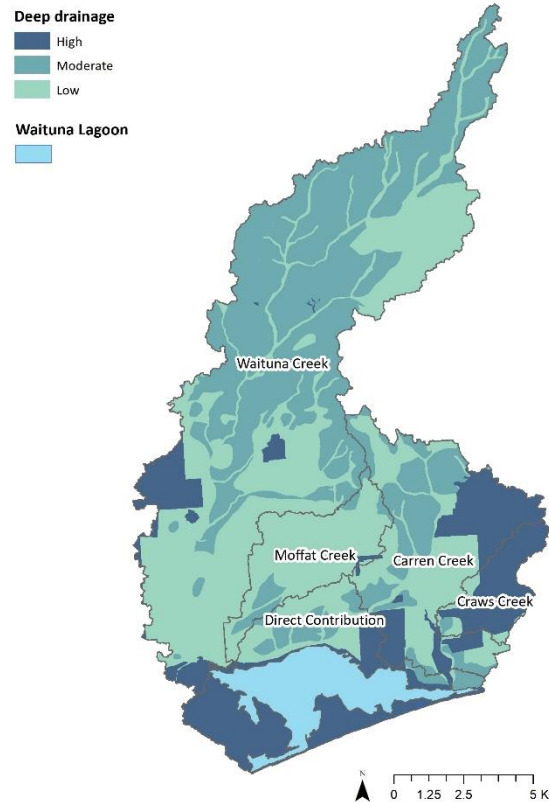 Deep drainage
High
Moderate
Low
Waituna Lagoon
Waituna Creek
Moffat Creek
Carren Creek
Craws Creek
Direct Contribution
N
0 1.25 2.5 5 K